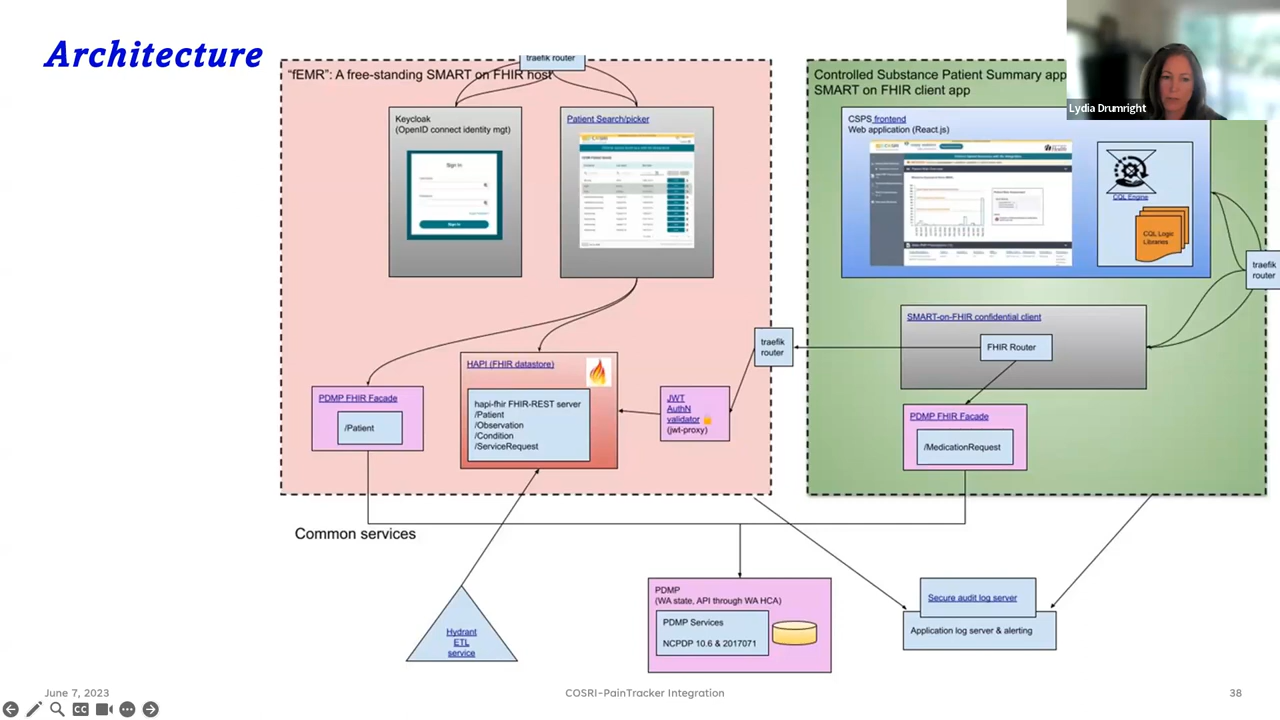 Architecture
traefik router
"fEMR": A free-standing SMART on FHIR host
Keycloak
(OpenID connect identity mgt)
Sign in
Sign in
Patient Search/picker
Controlled Substance Patient Summary app
SMART on FHIR client app
Lydia Drumright
CSPS frontend
Web application (React.js)
CQL Engine
CQL Logic
Libraries
traefik
router
SMART-on-FHIR confidential client
FHIR Router
traefik
router
HAPI (FHIR datastore)
hapi-fhir FHIR-REST server
/Patient
/Observation
/Condition
/ServiceRequest
PDMP FHIR Facade
/Patient
JWT
AuthN
validator
(jwt-proxy)
PDMP FHIR Facade
/MedicationRequest
Common services
Hydrant
ETL
service
PDMP
(WA state, API through WA HCA)
PDMP Services
NCPDP 10.6 & 2017071
Secure audit log server
Application log server & alerting
June 7, 2023
COSRI-PainTracker Integration
38
CC